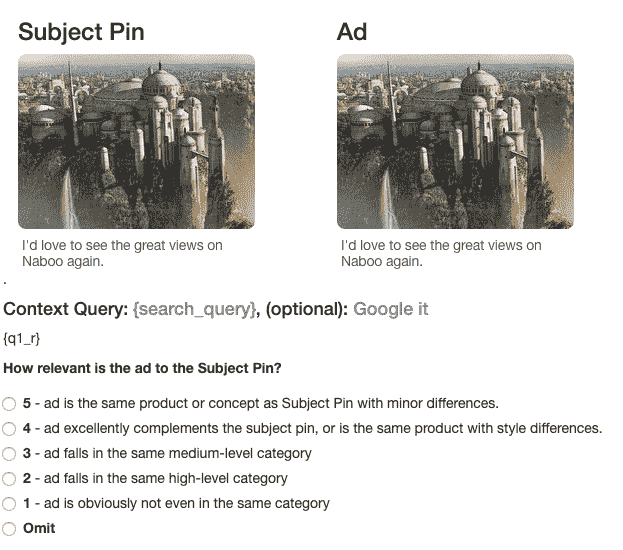 Subject Pin
Ad
I'd love to see the great views on
Naboo again.
I'd love to see the great views on
Naboo again.
.
Context Query: {search_query}, (optional): Google it
{q1_r}
How relevant is the ad to the Subject Pin?
5 - ad is the same product or concept as Subject Pin with minor differences.
4 - ad excellently complements the subject pin, or is the same product with style differences.
3 - ad falls in the same medium-level category
2 - ad falls in the same high-level category
1 - ad is obviously not even in the same category
Omit